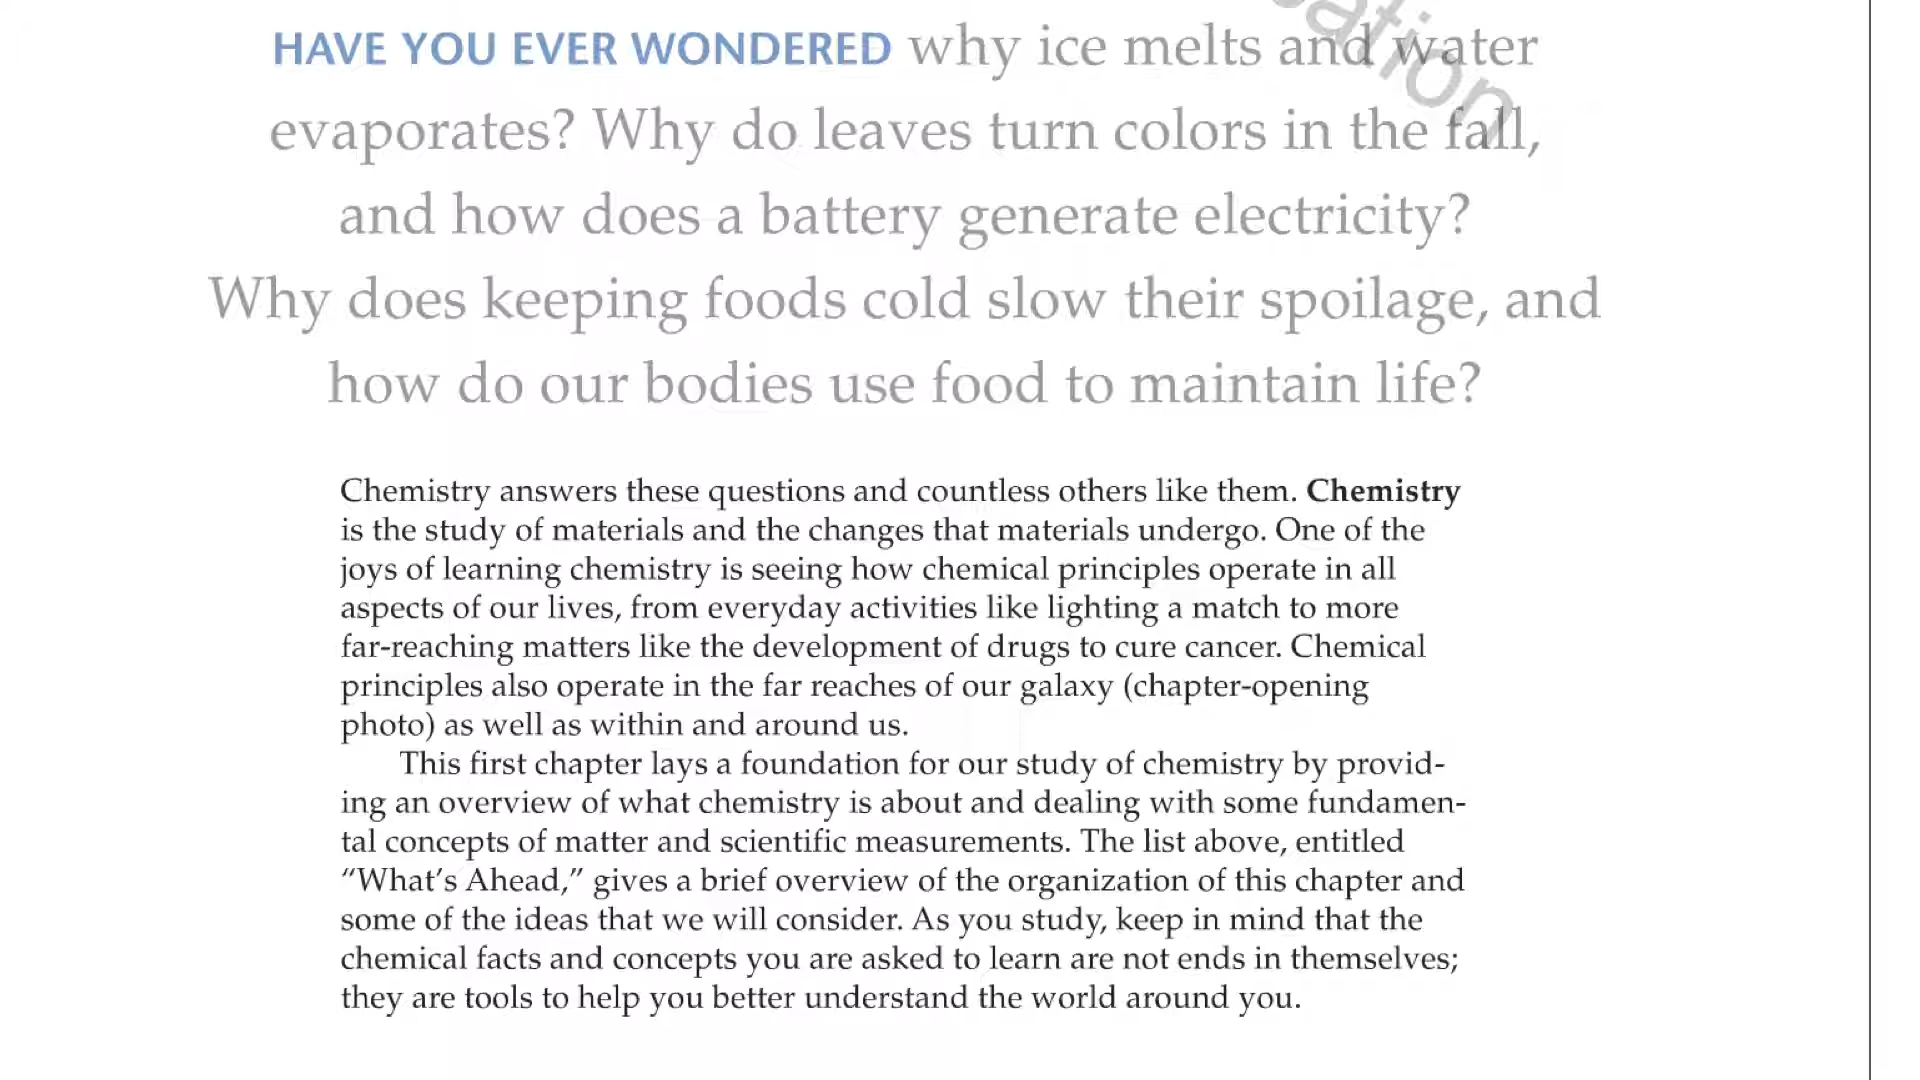 HAVE YOU EVER WONDERED why ice melts and water
evaporates? Why do leaves turn colors in the fall,
and how does a battery generate electricity?
Why does keeping foods cold slow their spoilage, and
how do our bodies use food to maintain life?
Chemistry answers these questions and countless others like them. Chemistry
is the study of materials and the changes that materials undergo. One of the
joys of learning chemistry is seeing how chemical principles operate in all
aspects of our lives, from everyday activities like lighting a match to more
far-reaching matters like the development of drugs to cure cancer. Chemical
principles also operate in the far reaches of our galaxy (chapter-opening
photo) as well as within and around us.
This first chapter lays a foundation for our study of chemistry by provid-
ing an overview of what chemistry is about and dealing with some fundamen-
tal concepts of matter and scientific measurements. The list above, entitled
“What’s Ahead,” gives a brief overview of the organization of this chapter and
some of the ideas that we will consider. As you study, keep in mind that the
chemical facts and concepts you are asked to learn are not ends in themselves;
they are tools to help you better understand the world around you.